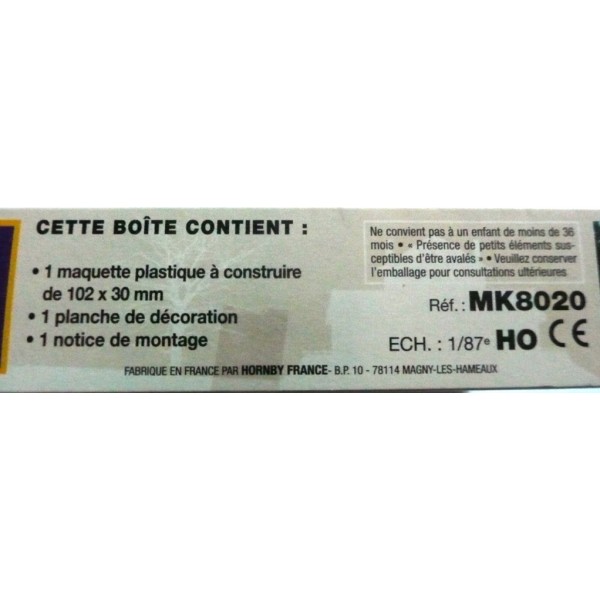 CETTE BOÎTE CONTIENT :
• 1 maquette plastique à construire
de 102 x 30 mm
• 1 planche de décoration
• 1 notice de montage
Ne convient pas à un enfant de moins de 36
mois • « Présence de petits éléments sus-
ceptibles d'être avalés » • Veuillez conserver
l'emballage pour consultations ultérieures.
Réf. : MK8020
ECH. : 1/87e HO CE
FABRIQUE EN FRANCE PAR HORNBY FRANCE- B.P. 10 - 78114 MAGNY-LES-HAMEAUX